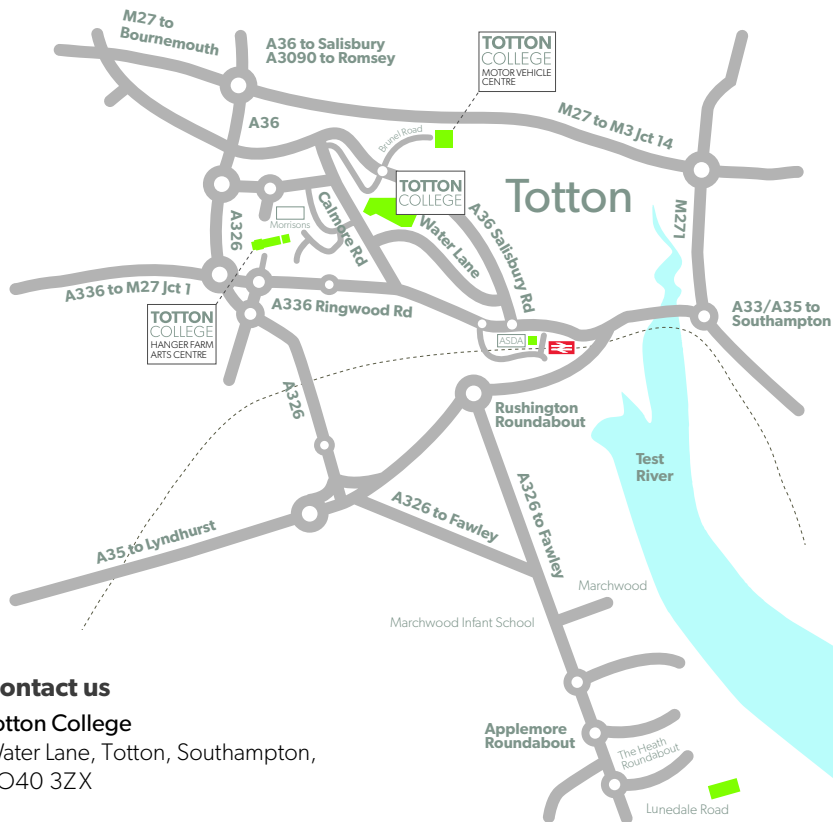 M27 to
Bournemouth
A36 to Salisbury
A3090 to Romsey
TOTTON
COLLEGE
MOTOR VEHICLE
CENTRE
A36
Brunel Road
M27 to M3 Jct 14
TOTTON
COLLEGE
Totton
A326
Morrisons
Calmore Rd
Water Lane
A36 Salisbury Rd
M271
A336 to M27 Jct 1
A336 Ringwood Rd
TOTTON
COLLEGE
HANGER FARM
ARTS CENTRE
ASDA
A33/A35 to
Southampton
A326
Rushington
Roundabout
Test
River
A35 to Lyndhurst
A326 to Fawley
A326 to Fawley
Marchwood
Marchwood Infant School
ontact us
otton College
Water Lane, Totton, Southampton,
O40 3ZX
Applemore
Roundabout
The Heath
Roundabout
Lunedale Road